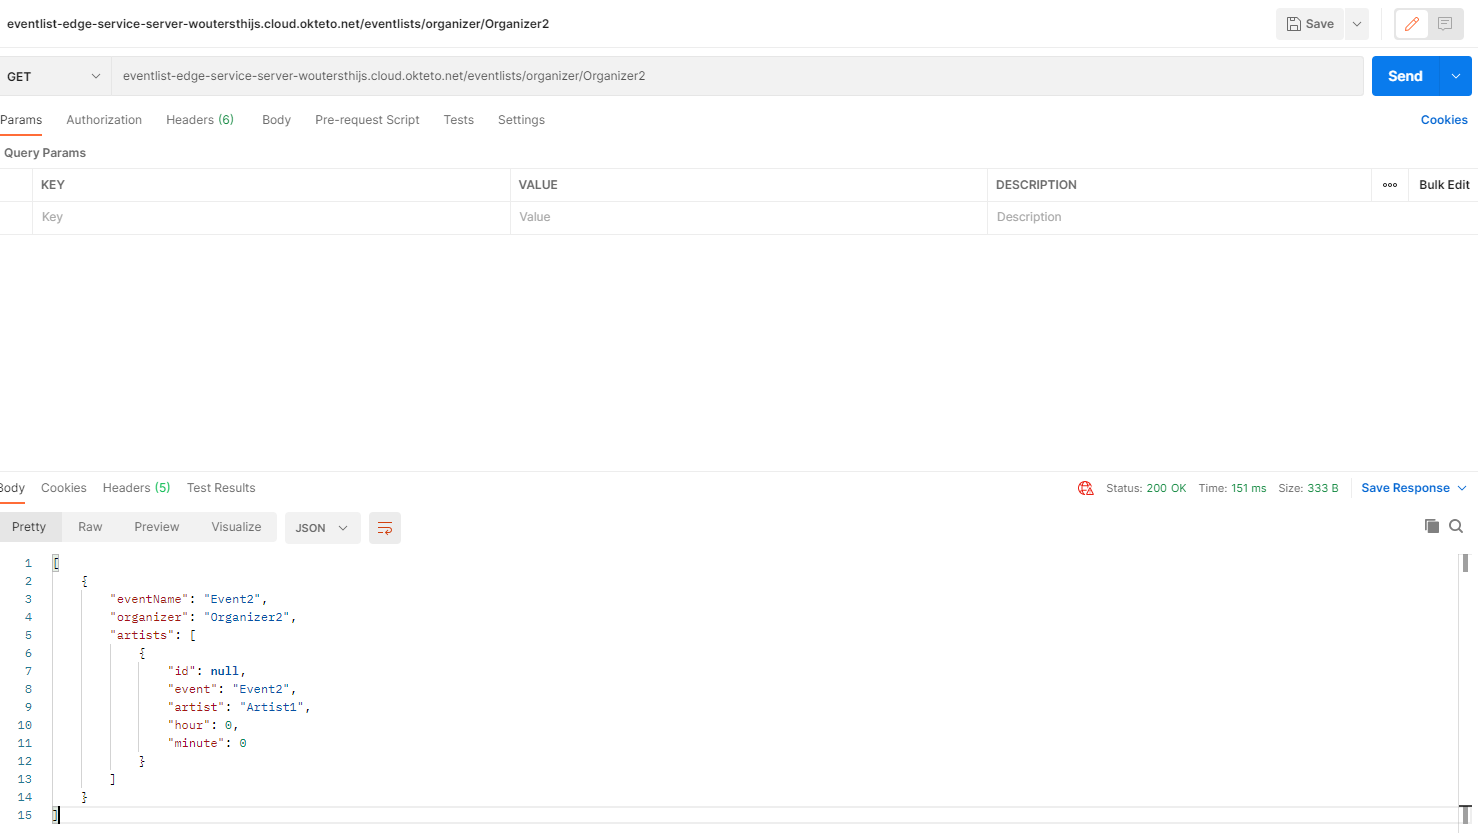 eventlist-edge-service-server-woutersthijs.cloud.okteto.net/eventlists/organizer/Organizer2
Save
GET
eventlist-edge-service-server-woutersthijs.cloud.okteto.net/eventlists/organizer/Organizer2
Send
Params Authorization Headers (6) Body Pre-request Script Tests Settings Cookies
Query Params
KEY VALUE DESCRIPTION Bulk Edit
Key Value Description
Body Cookies Headers (5) Test Results Status: 200 OK Time: 151 ms Size: 333 B Save Response
Pretty Raw Preview Visualize JSON
1 [
2 {
3 "eventName": "Event2",
4 "organizer": "Organizer2",
5 "artists": [
6 {
7 "id": null,
8 "event": "Event2",
9 "artist": "Artist1",
10 "hour": 0,
11 "minute": 0
12 }
13 ]
14 }
15 ]